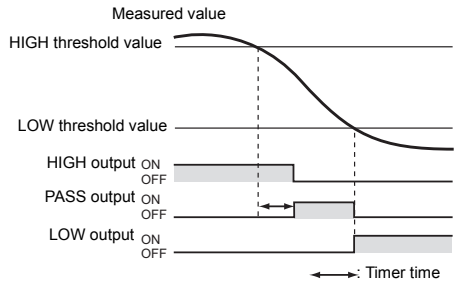 Measured value
HIGH threshold value
LOW threshold value
HIGH output ON
OFF
PASS output ON
OFF
LOW output ON
OFF
: Timer time